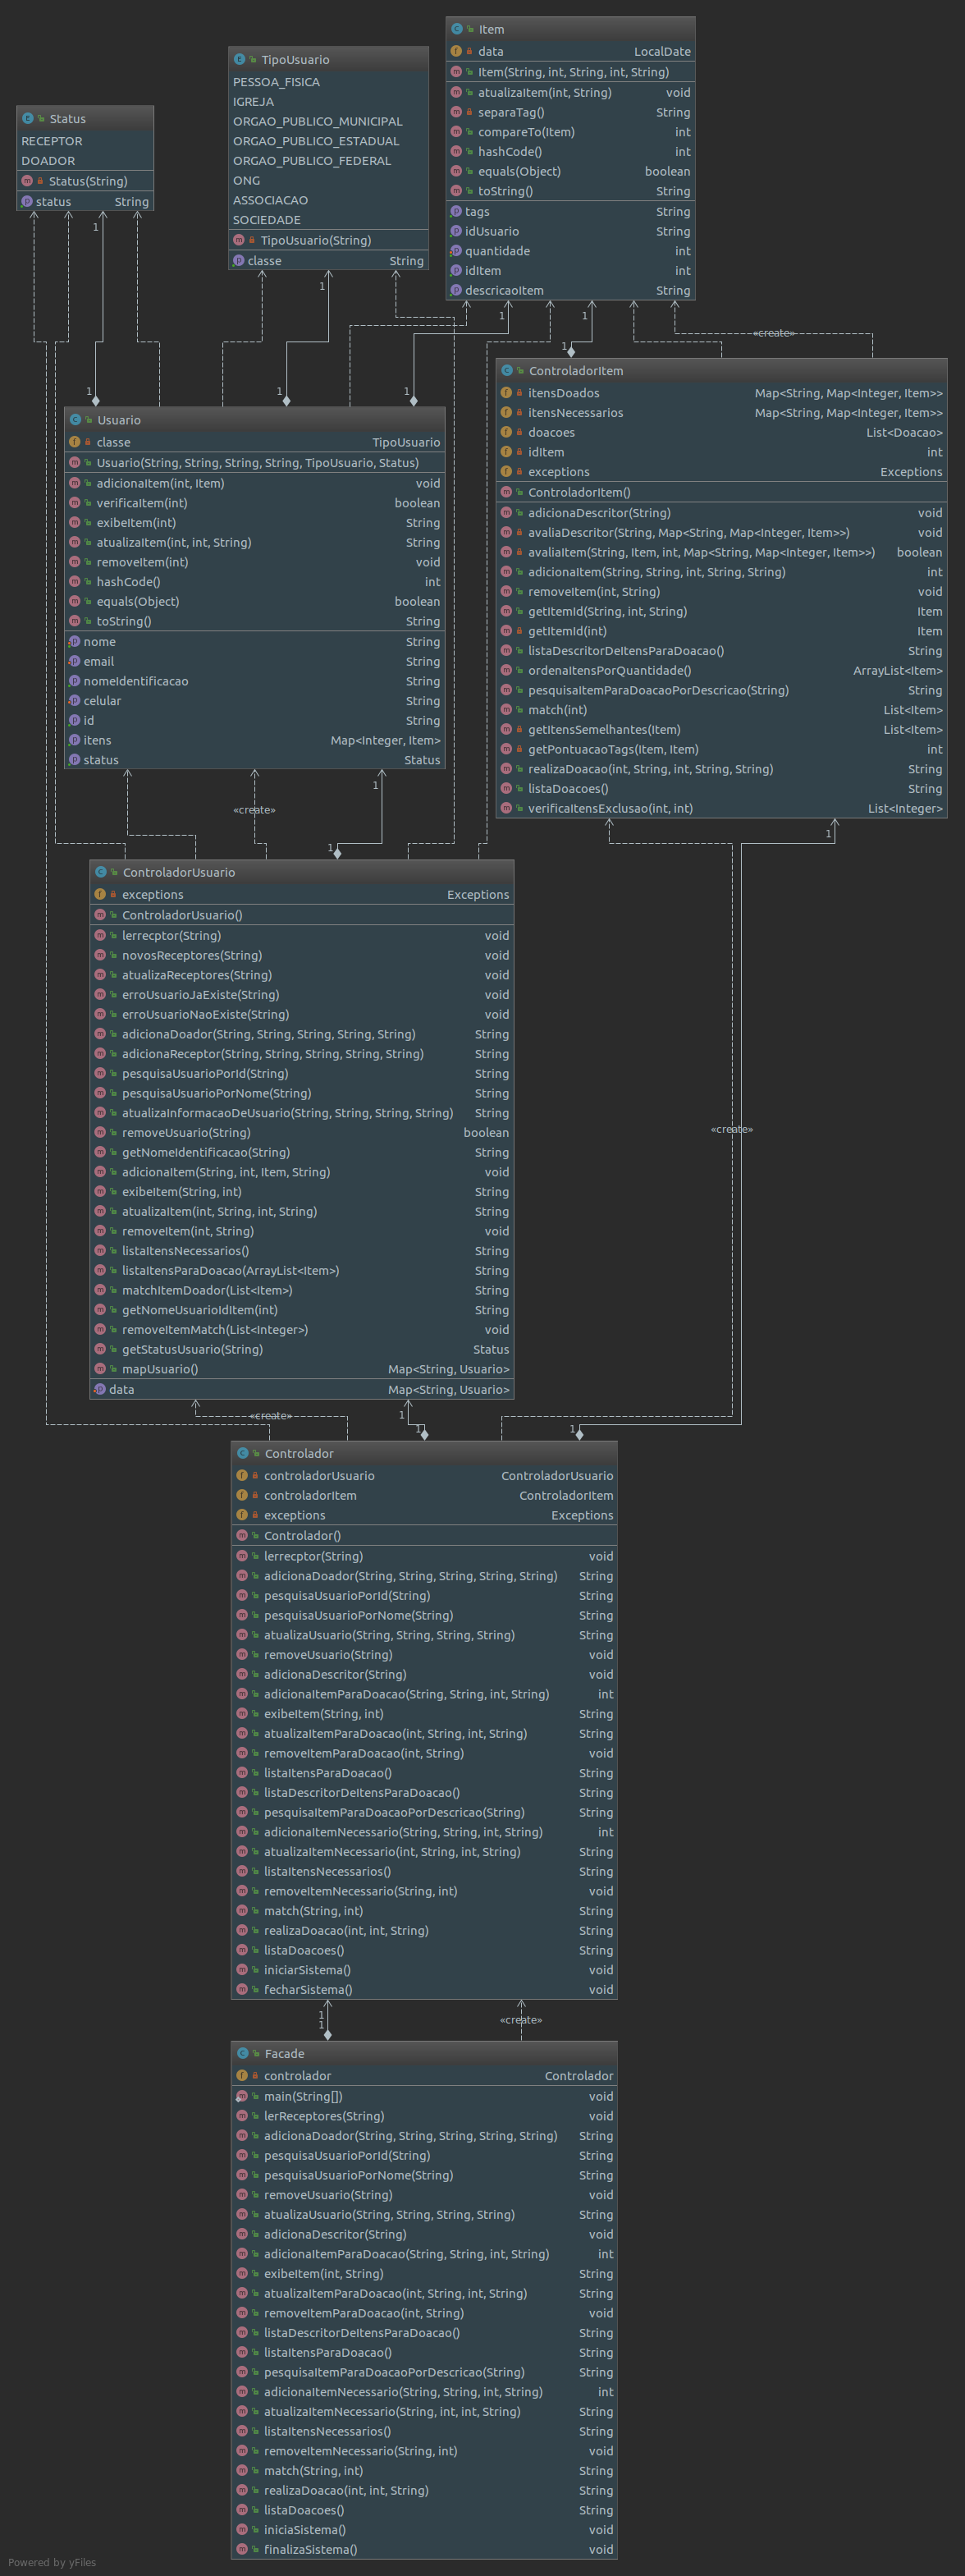 Item
data LocalDate
Item(String, int, String, int, String)
atualizaItem(int, String) void
separaTag() String
compareTo(Item) int
hashCode() int
equals(Object) boolean
toString() String
tags String
idUsuario String
quantidade int
idItem int
descricaoItem String
TipoUsuario
PESSOA_FISICA
IGREJA
ORGAO_PUBLICO_MUNICIPAL
ORGAO_PUBLICO_ESTADUAL
ORGAO_PUBLICO_FEDERAL
ONG
ASSOCIACAO
SOCIEDADE
TipoUsuario(String)
classe String
Status
RECEPTOR
DOADOR
Status(String)
status String
1
1
1
1
«create»
1
1
1
1
ControladorItem
itensDoados Map<String, Map<Integer, Item>>
itensNecessarios Map<String, Map<Integer, Item>>
doacoes List<Doacao>
idItem int
exceptions Exceptions
ControladorItem()
adicionaDescritor(String) void
avaliaDescritor(String, Map<String, Map<Integer, Item>>) void
avaliaItem(String, Item, int, Map<String, Map<Integer, Item>>) boolean
adicionaItem(String, String, int, String, String) int
removeItem(int, String) void
getItemId(String, int, String) Item
getItemId(int) Item
listaDescritorDeItensParaDoacao() String
ordenaItensPorQuantidade() ArrayList<Item>
pesquisaItemParaDoacaoPorDescricao(String) String
match(int) List<Item>
getItensSemelhantes(Item) List<Item>
getPontuacaoTags(Item, Item) int
realizaDoacao(int, String, int, String, String) String
listaDoacoes() String
verificaItensExclusao(int, int) List<Integer>
Usuario
classe TipoUsuario
Usuario(String, String, String, String, TipoUsuario, Status)
adicionaItem(int, Item) void
verificaItem(int) boolean
exibeItem(int) String
atualizaItem(int, int, String) String
removeItem(int) void
hashCode() int
equals(Object) boolean
toString() String
nome String
email String
nomeIdentificacao String
celular String
id String
itens Map<Integer, Item>
status Status
1
«create»
1
1
ControladorUsuario
exceptions Exceptions
ControladorUsuario()
lerrecptor(String) void
novosReceptores(String) void
atualizaReceptores(String) void
erroUsuarioJaExiste(String) void
erroUsuarioNaoExiste(String) void
adicionaDoador(String, String, String, String, String) String
adicionaReceptor(String, String, String, String, String) String
pesquisaUsuarioPorId(String) String
pesquisaUsuarioPorNome(String) String
atualizaInformacaoDeUsuario(String, String, String, String) String
removeUsuario(String) boolean
getNomeIdentificacao(String) String
adicionaItem(String, int, Item, String) void
exibeItem(String, int) String
atualizaItem(int, String, int, String) String
removeItem(int, String) void
listaItensNecessarios() String
listaItensParaDoacao(ArrayList<Item>) String
matchItemDoador(List<Item>) String
getNomeUsuarioIdItem(int) String
removeItemMatch(List<Integer>) void
getStatusUsuario(String) Status
mapUsuario() Map<String, Usuario>
data Map<String, Usuario>
«create»
«create»
1
1
1
Controlador
controladorUsuario ControladorUsuario
controladorItem ControladorItem
exceptions Exceptions
Controlador()
lerrecptor(String) void
adicionaDoador(String, String, String, String, String) String
pesquisaUsuarioPorId(String) String
pesquisaUsuarioPorNome(String) String
atualizaUsuario(String, String, String, String) String
removeUsuario(String) void
adicionaDescritor(String) void
adicionaItemParaDoacao(String, String, int, String) int
exibeItem(String, int) String
atualizaItemParaDoacao(int, String, int, String) String
removeItemParaDoacao(int, String) void
listaItensParaDoacao() String
listaDescritorDeItensParaDoacao() String
pesquisaItemParaDoacaoPorDescricao(String) String
adicionaItemNecessario(String, String, int, String) int
atualizaItemNecessario(int, String, int, String) String
listaItensNecessarios() String
removeItemNecessario(String, int) void
match(String, int) String
realizaDoacao(int, int, String) String
listaDoacoes() String
iniciarSistema() void
fecharSistema() void
1
«create»
1
Facade
controlador Controlador
main(String[]) void
lerReceptores(String) void
adicionaDoador(String, String, String, String, String) String
pesquisaUsuarioPorId(String) String
pesquisaUsuarioPorNome(String) String
removeUsuario(String) void
atualizaUsuario(String, String, String, String) String
adicionaDescritor(String) void
adicionaItemParaDoacao(String, String, int, String) int
exibeItem(int, String) String
atualizaItemParaDoacao(int, String, int, String) String
removeItemParaDoacao(int, String) void
listaDescritorDeItensParaDoacao() String
listaItensParaDoacao() String
pesquisaItemParaDoacaoPorDescricao(String) String
adicionaItemNecessario(String, String, int, String) int
atualizaItemNecessario(String, int, int, String) String
listaItensNecessarios() String
removeItemNecessario(String, int) void
match(String, int) String
realizaDoacao(int, int, String) String
listaDoacoes() String
iniciaSistema() void
finalizaSistema() void
Powered by yFiles